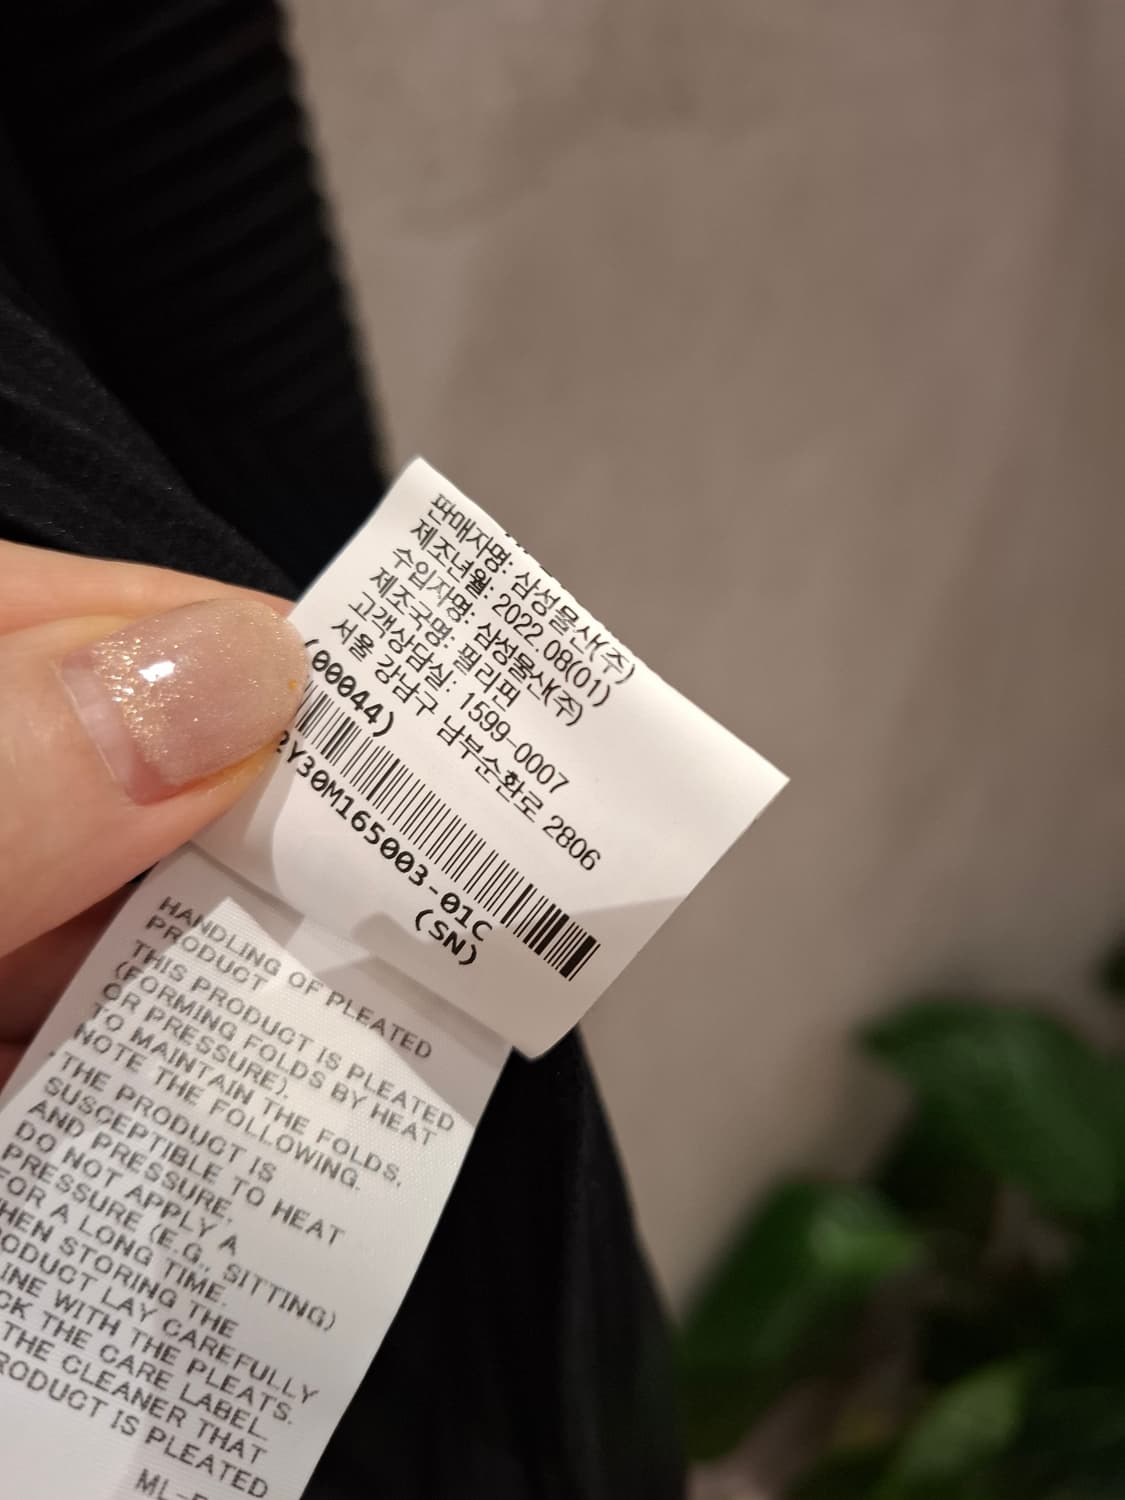 판매자명: 삼성물산(주)
제조년월: 2022.08(01)
수입자명: 삼성물산(주)
제조국명: 필리핀
고객상담실: 1599-0007
서울 강남구 남부순환로 2806
(00044)
2Y30M165003-01C
(SN)
HANDLING OF PLEATED
PRODUCT
THIS PRODUCT IS PLEATED
(FORMING FOLDS BY HEAT
OR PRESSURE).
TO MAINTAIN THE FOLDS,
NOTE THE FOLLOWING.
THE PRODUCT IS
SUSCEPTIBLE TO HEAT
AND PRESSURE.
DO NOT APPLY A
PRESSURE (E.G., SITTING)
FOR A LONG TIME.
HEN STORING THE
ODUCT LAY CAREFULLY
INE WITH THE PLEATS.
CK THE CARE LABEL.
THE CLEANER THAT
RODUCT IS PLEATED
ML-